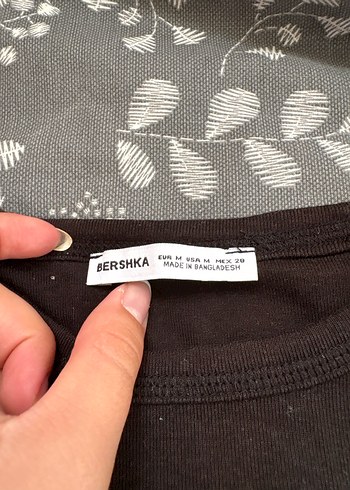 BERSHKA
EUR M USA M MEX 28
MADE IN BANGLADESH